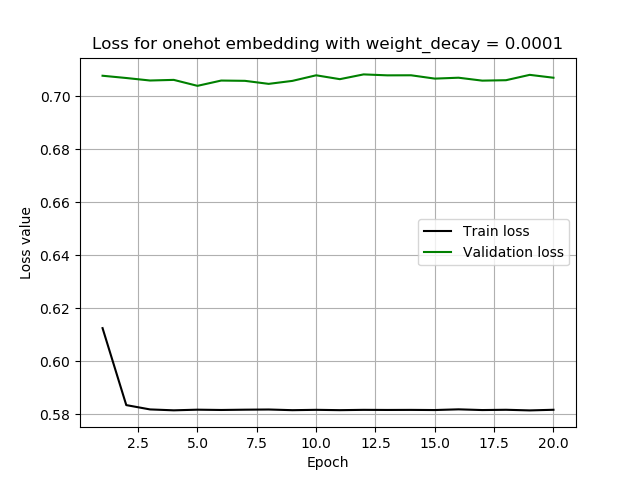 Loss for onehot embedding with weight_decay = 0.0001
0.70
0.68
0.66
0.64
0.62
0.60
0.58
Loss value
Train loss
Validation loss
2.5 5.0 7.5 10.0 12.5 15.0 17.5 20.0
Epoch